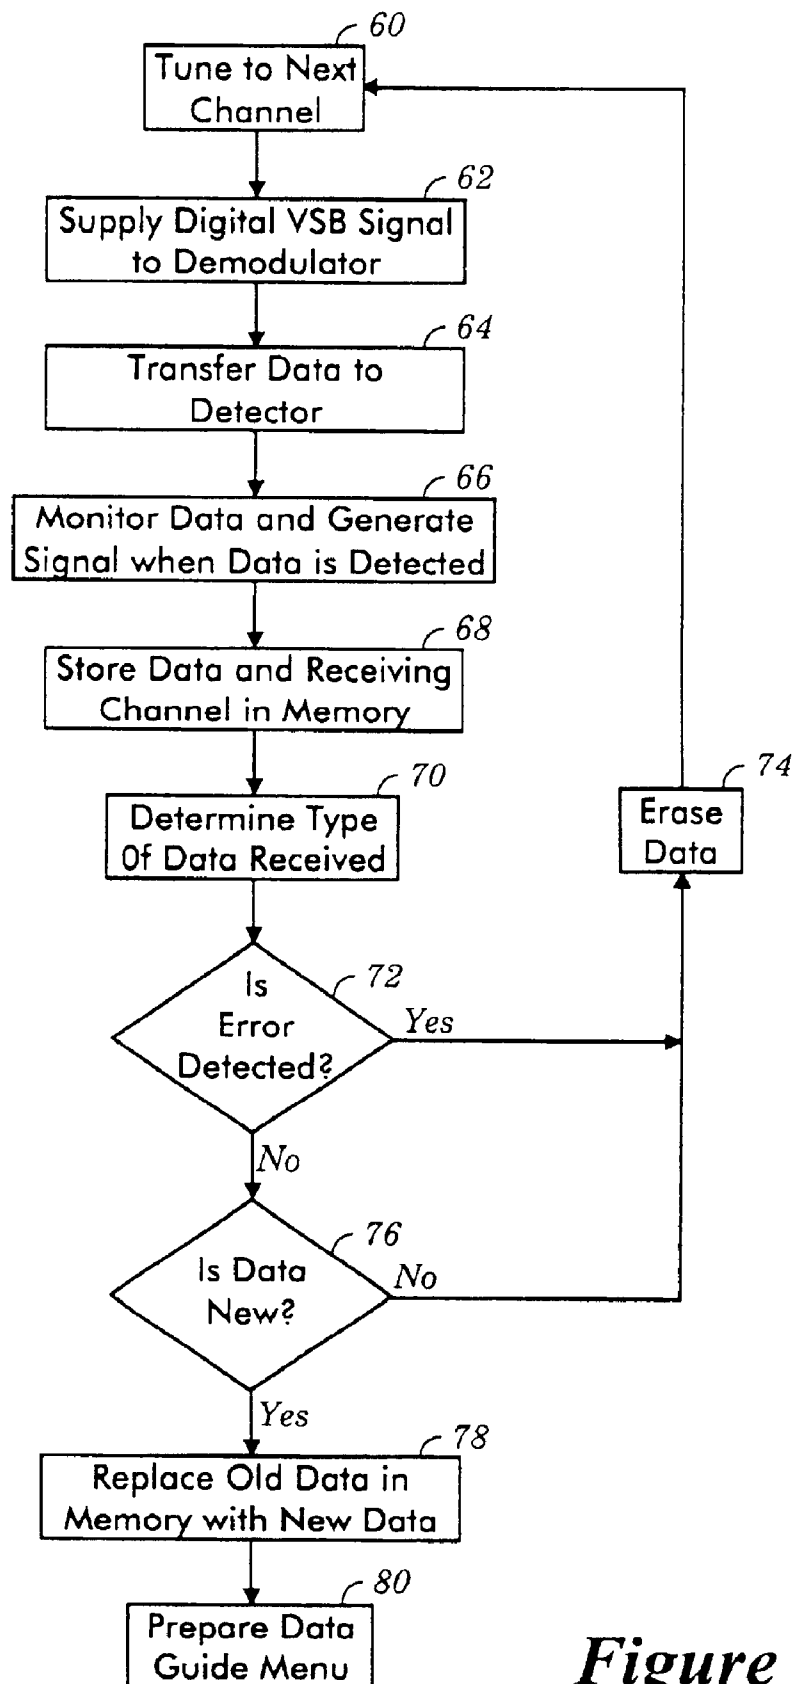 60
Tune to Next
Channel
62
Supply Digital VSB Signal
to Demodulator
64
Transfer Data to
Detector
66
Monitor Data and Generate
Signal when Data is Detected
68
Store Data and Receiving
Channel in Memory
70
Determine Type
Of Data Received
74
Erase
Data
72
Is
Error
Detected?
Yes
No
76
Is Data
New?
No
Yes
78
Replace Old Data in
Memory with New Data
80
Prepare Data
Guide Menu
Figure